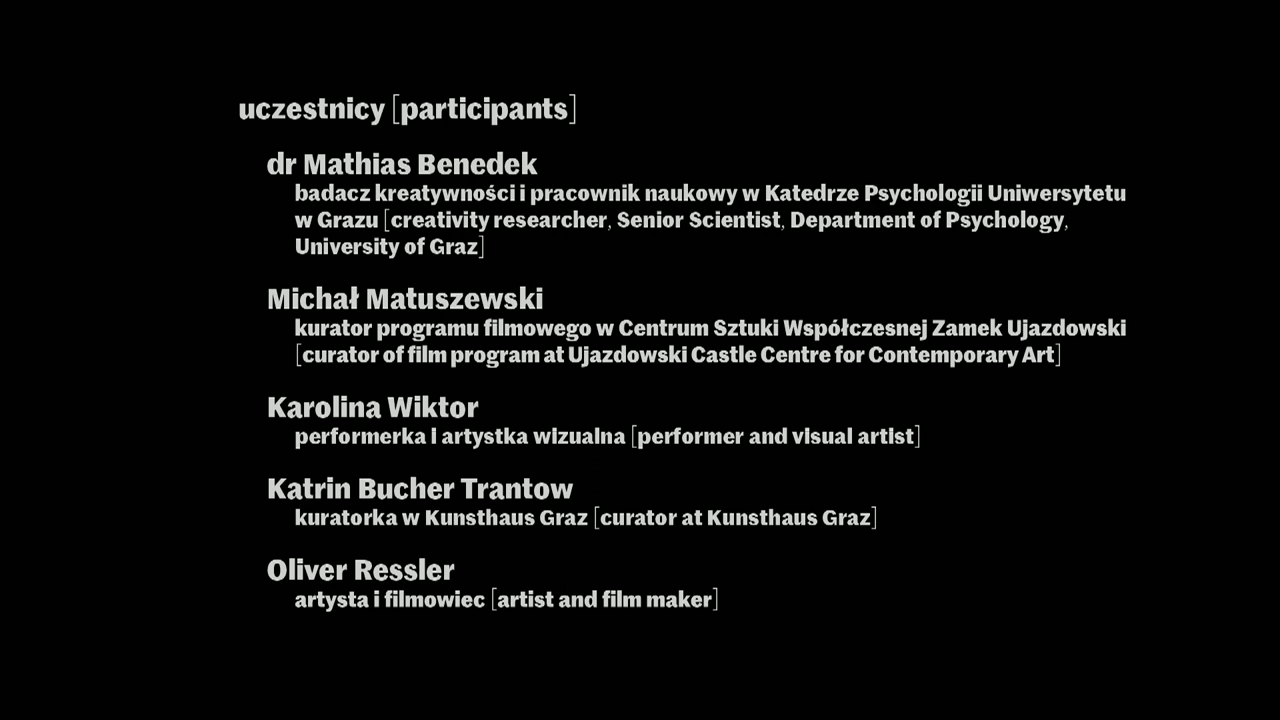 uczestnicy [participants]
dr Mathias Benedek
badacz kreatywności i pracownik naukowy w Katedrze Psychologii Uniwersytetu
w Grazu [creativity researcher, Senior Scientist, Department of Psychology,
University of Graz]
Michał Matuszewski
kurator programu filmowego w Centrum Sztuki Współczesnej Zamek Ujazdowski
[curator of film program at Ujazdowski Castle Centre for Contemporary Art]
Karolina Wiktor
performerka i artystka wizualna [performer and visual artist]
Katrin Bucher Trantow
kuratorka w Kunsthaus Graz [curator at Kunsthaus Graz]
Oliver Ressler
artysta i filmowiec [artist and film maker]